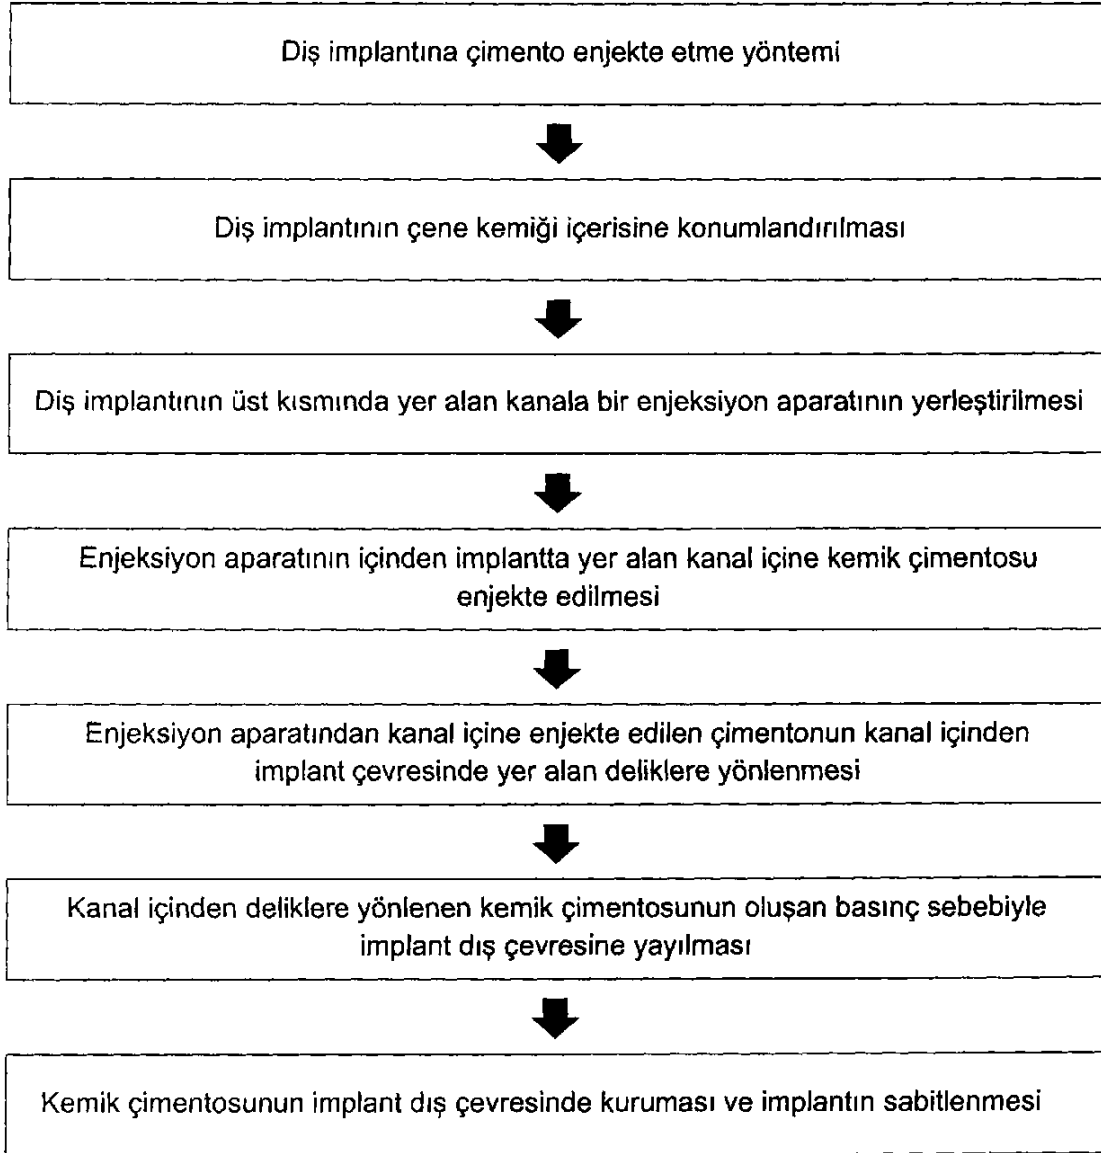 Diş implantına çimento enjekte etme yöntemi
Diş implantının çene kemiği içerisine konumlandırılması
Diş implantının üst kısmında yer alan kanala bir enjeksiyon aparatının yerleştirilmesi
Enjeksiyon aparatının içinden implantta yer alan kanal içine kemik çimentosu
enjekte edilmesi
Enjeksiyon aparatından kanal içine enjekte edilen çimentonun kanal içinden
implant çevresinde yer alan deliklere yönlenmesi
Kanal içinden deliklere yönlenen kemik çimentosunun oluşan basınç sebebiyle
implant dış çevresine yayılması
Kemik çimentosunun implant dış çevresinde kuruması ve implantın sabitlenmesi